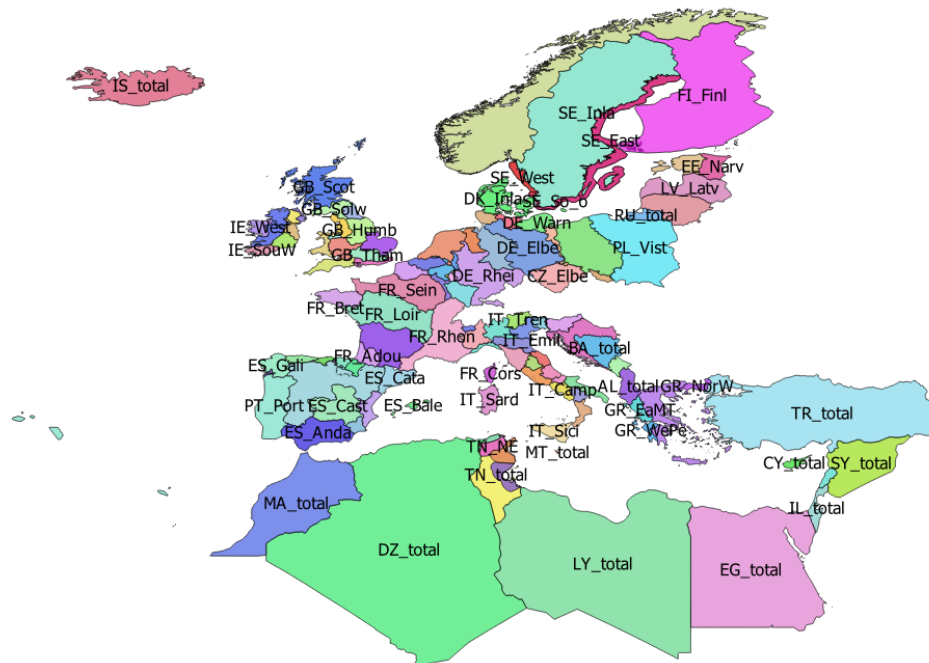 IS_total
FI_Finl
SE_Inla
SE_East
GB_Scot
SE_West
EE_Narv
LV_Latv
DK_Inla
SE_So_o
GB_Solw
RU_total
IE_West
GB_Humb
DE_Warn
IE_SouW
GB_Tham
DE_Elbe
PL_Vist
DE_Rhei
CZ_Elbe
FR_Sein
FR_Bret
FR_Loir
IT_Tren
FR_Rhon
IT_Emil
BA_total
FR_Adou
ES_Gali
ES_Cata
FR_Cors
AL_total
GR_NorW
PT_Port
ES_Cast
ES_Bale
IT_Sard
IT_Camp
GR_EaMT
TR_total
ES_Anda
IT_Sici
GR_WePe
TN_NE
MT_total
CY_total
SY_total
TN_total
MA_total
IL_total
DZ_total
LY_total
EG_total